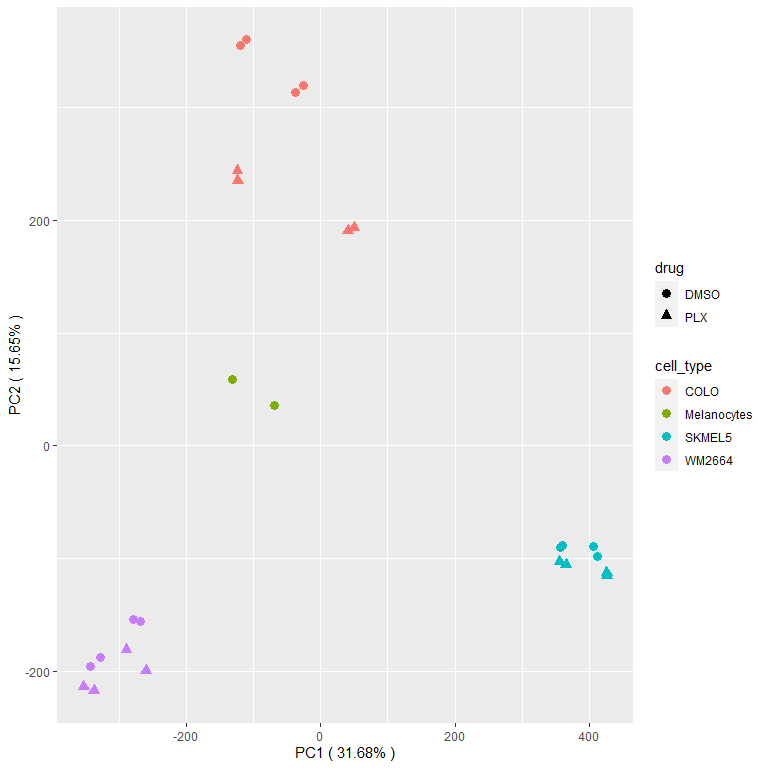 200
0
-200
PC2 ( 15.65% )
-200
0
200
400
PC1 ( 31.68% )
drug
DMSO
PLX
cell_type
COLO
Melanocytes
SKMEL5
WM2664